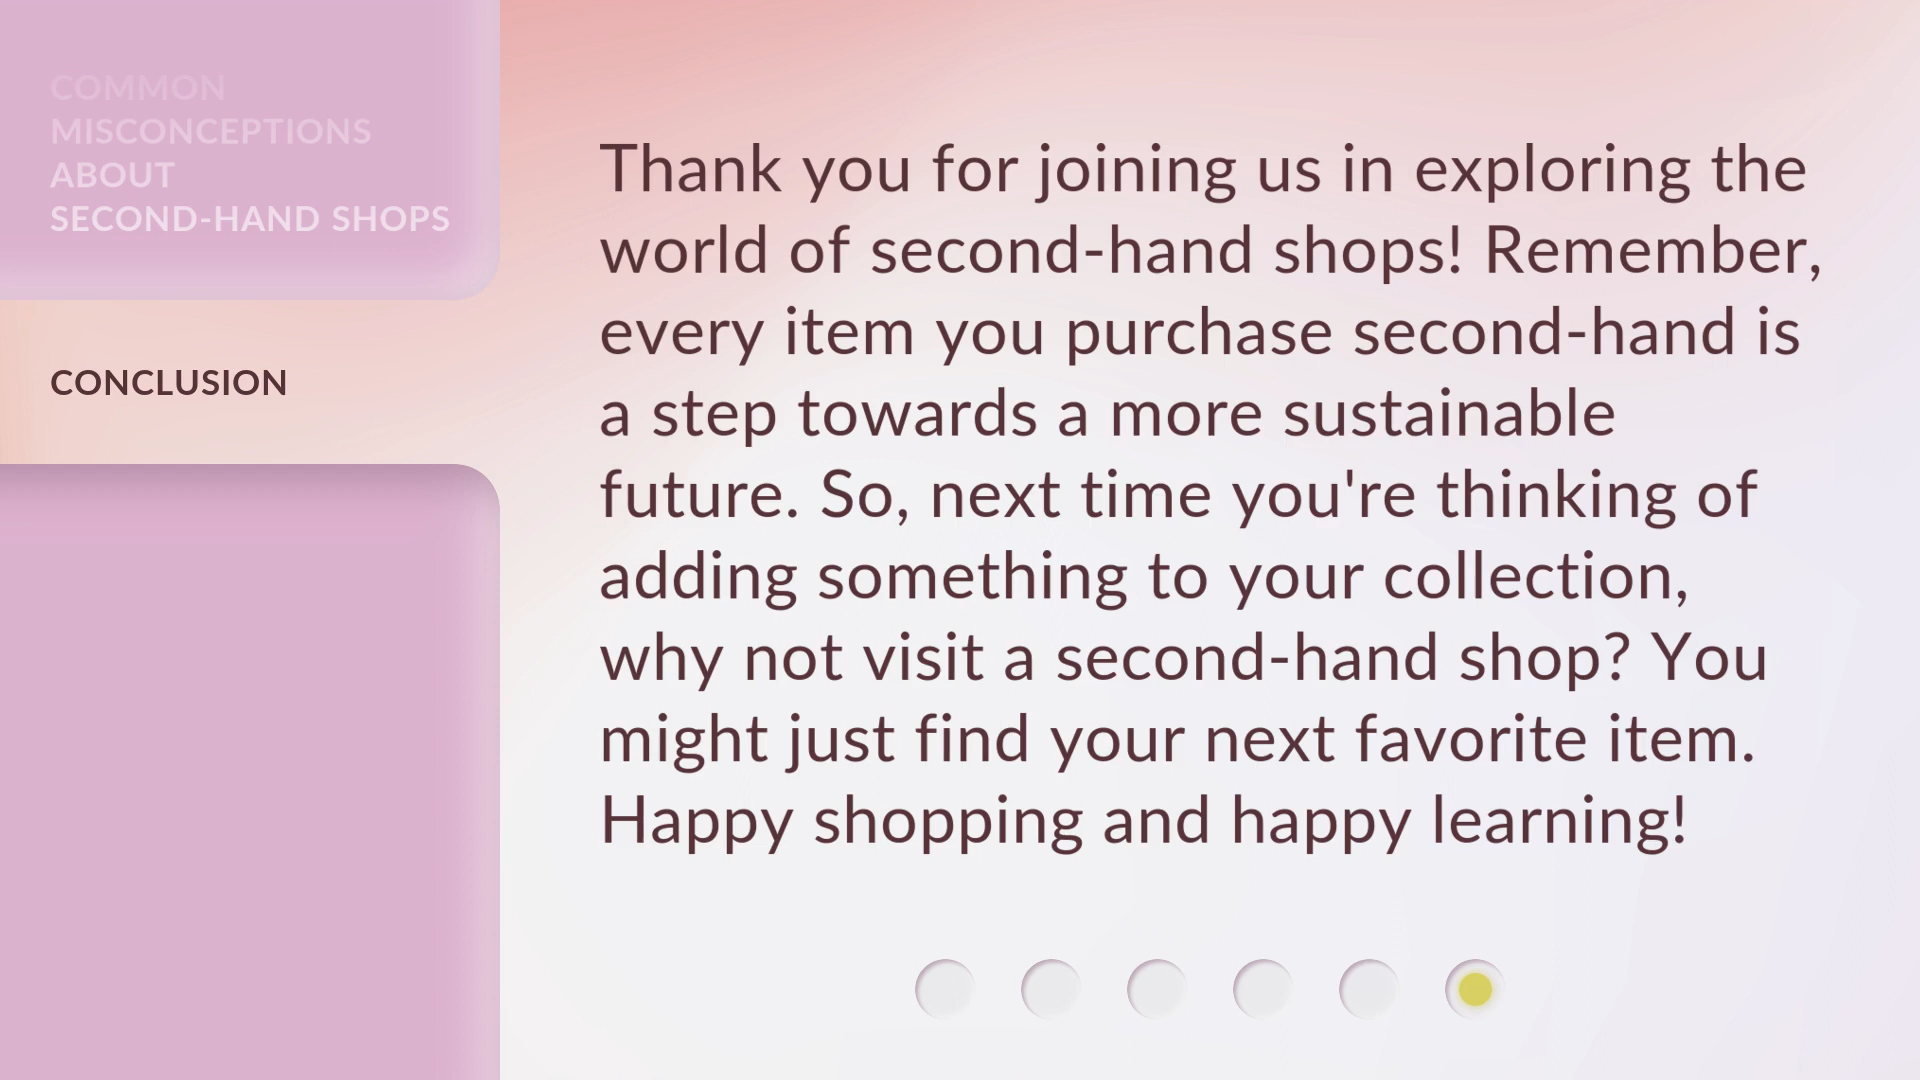 COMMON
MISCONCEPTIONS
ABOUT
SECOND-HAND SHOPS
CONCLUSION
Thank you for joining us in exploring the
world of second-hand shops! Remember,
every item you purchase second-hand is
a step towards a more sustainable
future. So, next time you're thinking of
adding something to your collection,
why not visit a second-hand shop? You
might just find your next favorite item.
Happy shopping and happy learning!